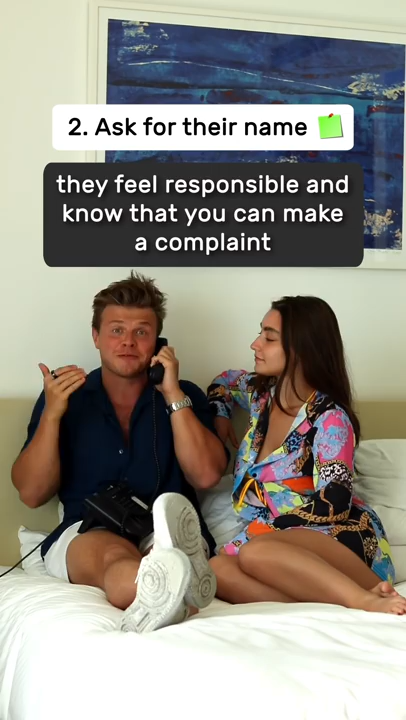 2. Ask for their name
they feel responsible and
know that you can make
a complaint